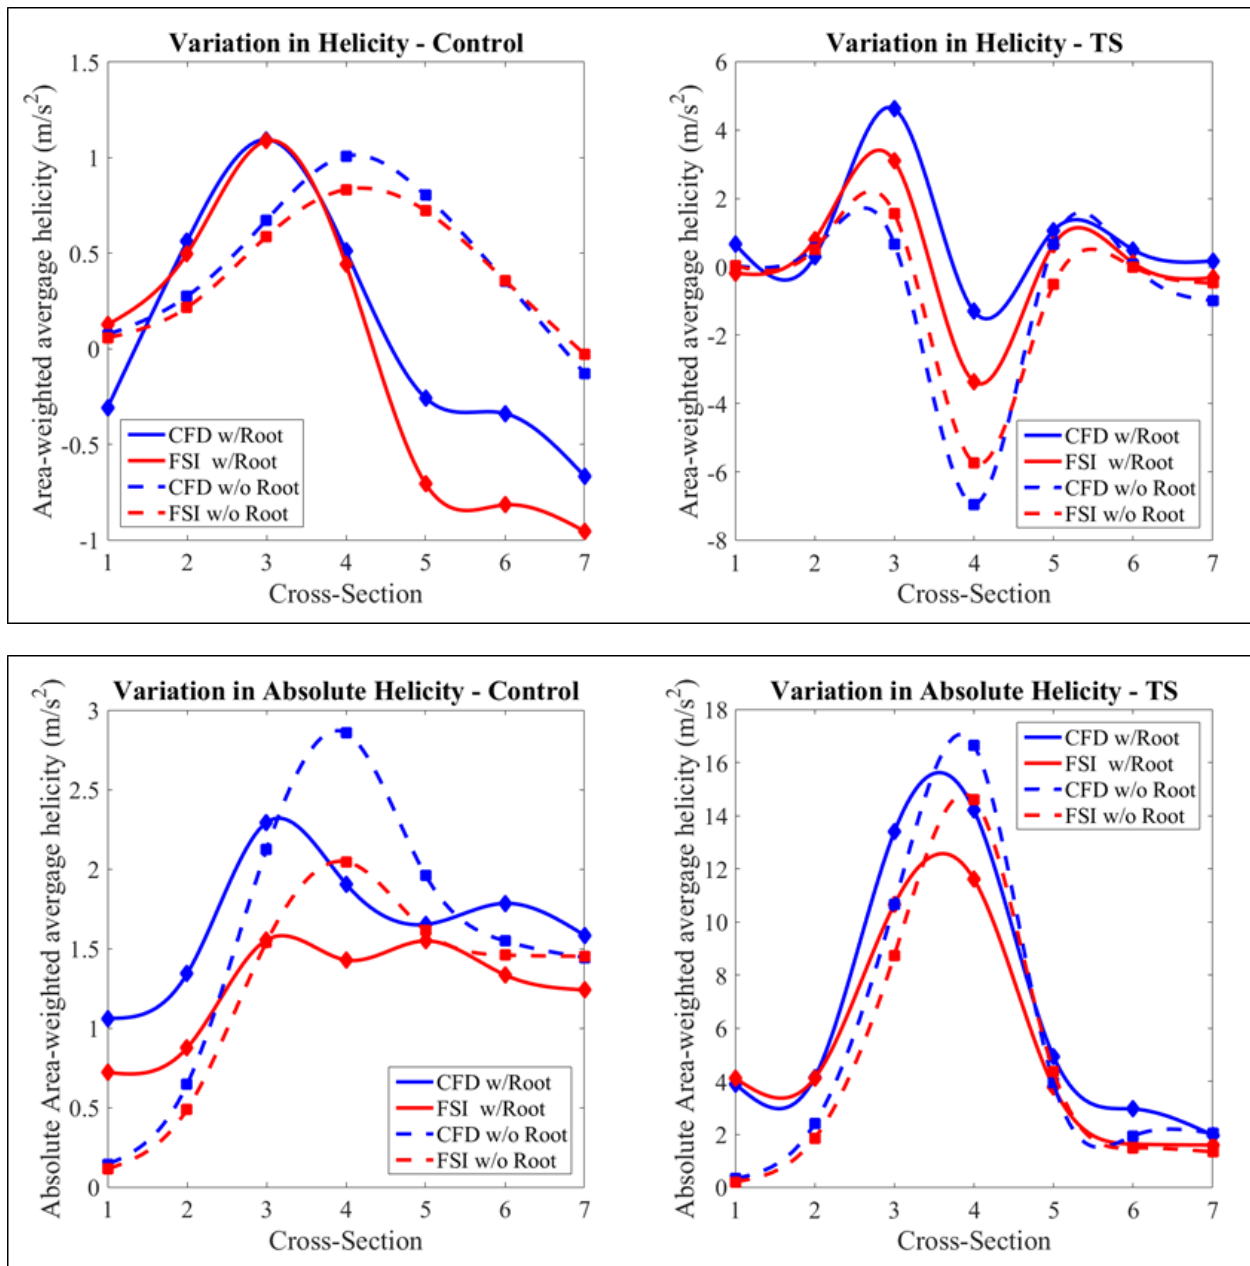 Variation in Helicity - Control
Area-weighted avergage helicity (m/s²)
1.5
1
0.5
0
-0.5
-1
CFD w/Root
FSI w/Root
CFD w/o Root
FSI w/o Root
1 2 3 4 5 6 7
Cross-Section
Variation in Helicity - TS
Area-weighted avergage helicity (m/s²)
6
4
2
0
-2
-4
-6
-8
CFD w/Root
FSI w/Root
CFD w/o Root
FSI w/o Root
1 2 3 4 5 6 7
Cross-Section
Variation in Absolute Helicity - Control
Absolute Area-weighted avergage helicity (m/s²)
3
2.5
2
1.5
1
0.5
0
CFD w/Root
FSI w/Root
CFD w/o Root
FSI w/o Root
1 2 3 4 5 6 7
Cross-Section
Variation in Absolute Helicity - TS
Absolute Area-weighted avergage helicity (m/s²)
18
16
14
12
10
8
6
4
2
0
CFD w/Root
FSI w/Root
CFD w/o Root
FSI w/o Root
1 2 3 4 5 6 7
Cross-Section